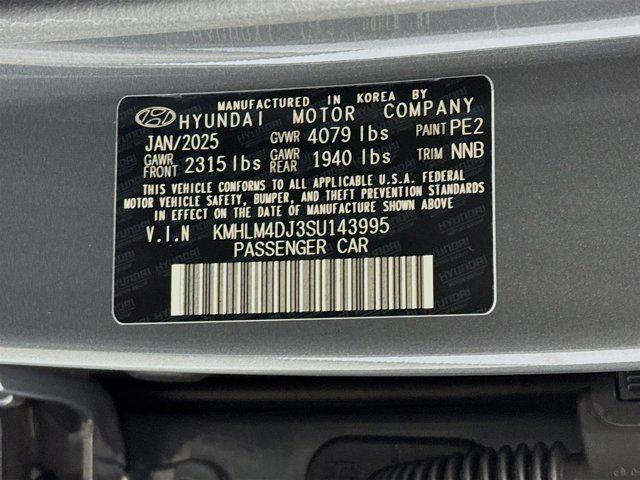 MANUFACTURED IN KOREA BY
HYUNDAI MOTOR COMPANY
JAN/2025 GVWR 4079 lbs PAINT PE2
GAWR FRONT 2315 lbs GAWR REAR 1940 lbs TRIM NNB
THIS VEHICLE CONFORMS TO ALL APPLICABLE U.S.A. FEDERAL
MOTOR VEHICLE SAFETY, BUMPER, AND THEFT PREVENTION STANDARDS
IN EFFECT ON THE DATE OF MANUFACTURE SHOWN ABOVE
V.I.N KMHLM4DJ3SU143995
PASSENGER CAR